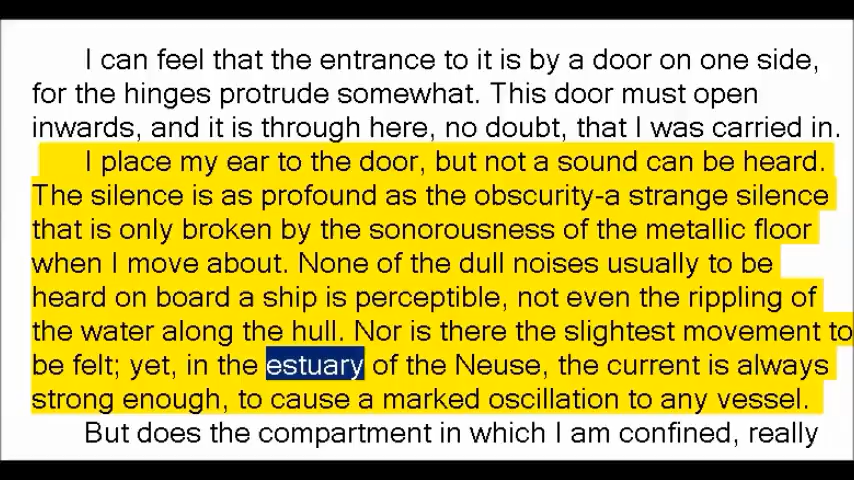 I can feel that the entrance to it is by a door on one side,
for the hinges protrude somewhat. This door must open
inwards, and it is through here, no doubt, that I was carried in.
I place my ear to the door, but not a sound can be heard.
The silence is as profound as the obscurity-a strange silence
that is only broken by the sonorousness of the metallic floor
when I move about. None of the dull noises usually to be
heard on board a ship is perceptible, not even the rippling of
the water along the hull. Nor is there the slightest movement to
be felt; yet, in the estuary of the Neuse, the current is always
strong enough, to cause a marked oscillation to any vessel.
But does the compartment in which I am confined, really